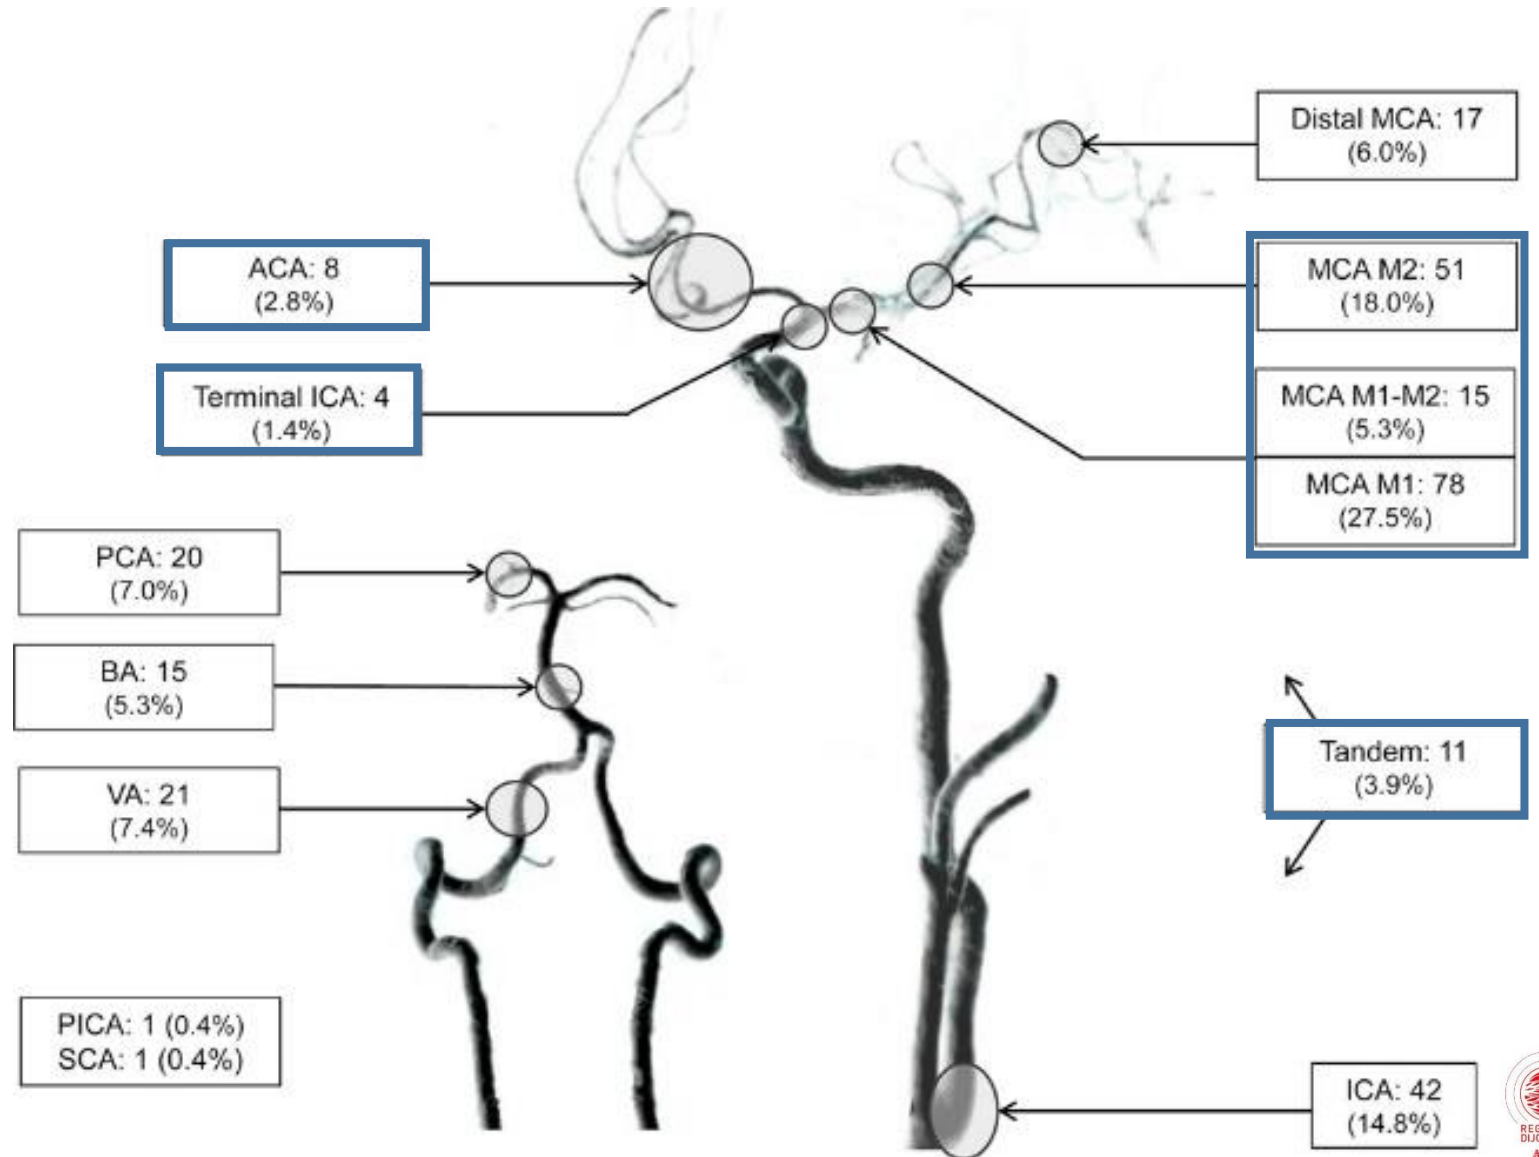 Distal MCA: 17
(6.0%)
ACA: 8
(2.8%)
MCA M2: 51
(18.0%)
Terminal ICA: 4
(1.4%)
MCA M1-M2: 15
(5.3%)
MCA M1: 78
(27.5%)
PCA: 20
(7.0%)
BA: 15
(5.3%)
Tandem: 11
(3.9%)
VA: 21
(7.4%)
PICA: 1 (0.4%)
SCA: 1 (0.4%)
ICA: 42
(14.8%)